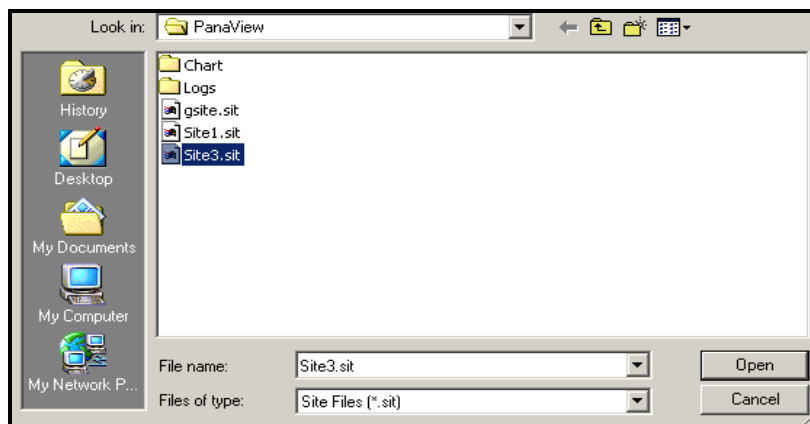 Look in: PanaView
History
Desktop
My Documents
My Computer
My Network P...
Chart
Logs
gsite.sit
Site1.sit
Site3.sit
File name: Site3.sit Open
Files of type: Site Files (*.sit) Cancel